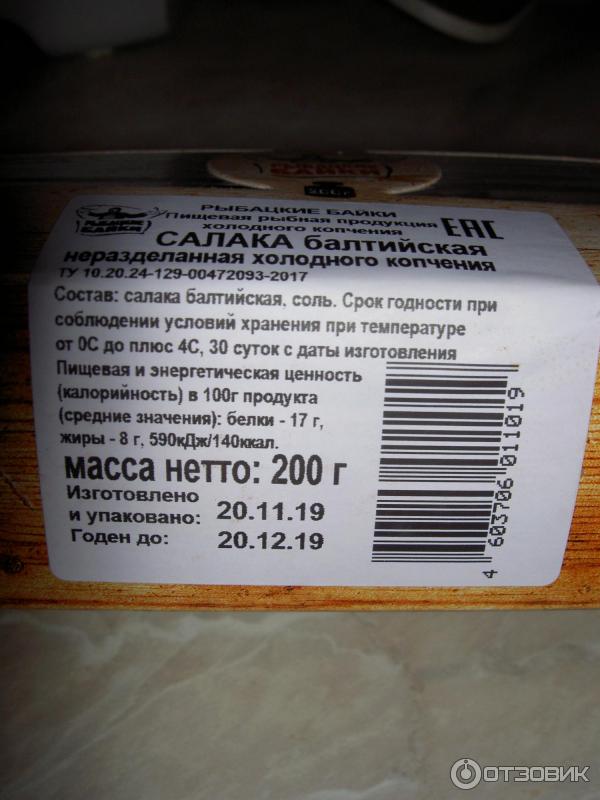 РЫБАЦКИЕ БАЙКИ
РЫБАЦКИЕ БАЙКИ
Пищевая рыбная продукция
холодного копчения
EAC
САЛАКА балтийская
неразделанная холодного копчения
ТУ 10.20.24-129-00472093-2017
Состав: салака балтийская, соль. Срок годности при
соблюдении условий хранения при температуре
от 0С до плюс 4С, 30 суток с даты изготовления
Пищевая и энергетическая ценность
(калорийность) в 100г продукта
(средние значения): белки - 17 г,
жиры - 8 г, 590кДж/140ккал.
масса нетто: 200 г
Изготовлено
и упаковано: 20.11.19
Годен до: 20.12.19
4 603706 011019
ОТЗОВИК